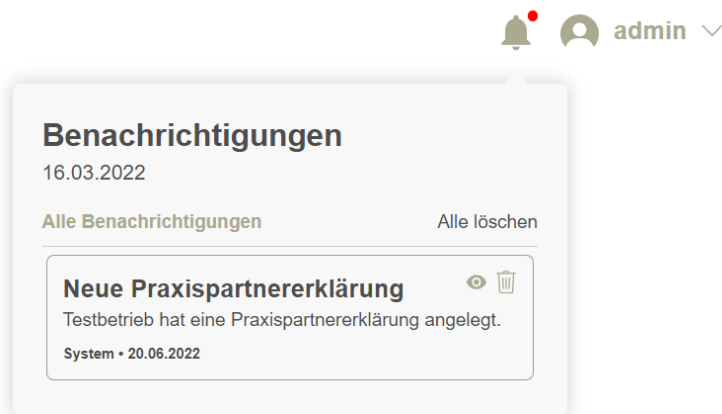 admin
Benachrichtigungen
16.03.2022
Alle Benachrichtigungen Alle löschen
Neue Praxispartnererklärung
Testbetrieb hat eine Praxispartnererklärung angelegt.
System • 20.06.2022